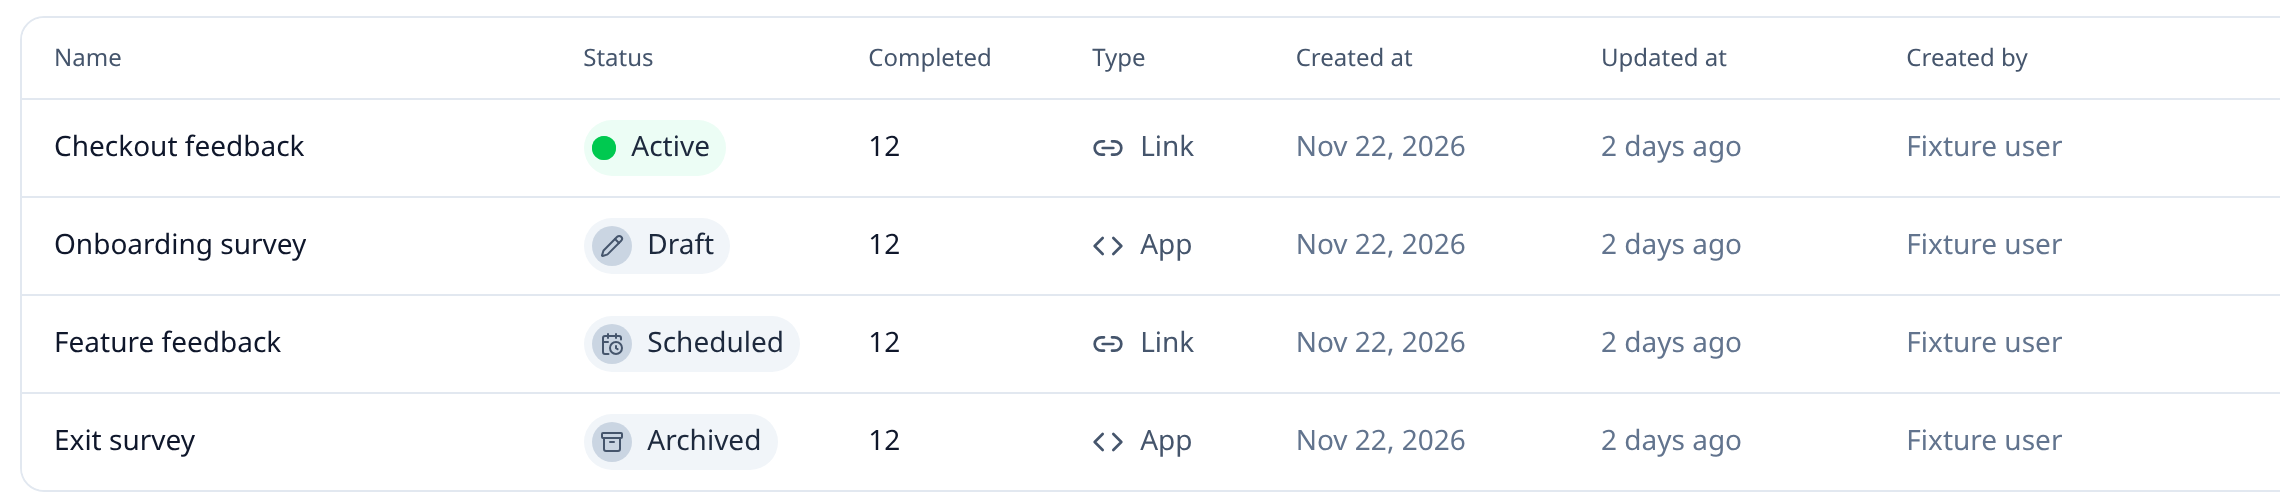 Name Status Completed Type Created at Updated at Created by
Checkout feedback Active 12 Link Nov 22, 2026 2 days ago Fixture user
Onboarding survey Draft 12 App Nov 22, 2026 2 days ago Fixture user
Feature feedback Scheduled 12 Link Nov 22, 2026 2 days ago Fixture user
Exit survey Archived 12 App Nov 22, 2026 2 days ago Fixture user